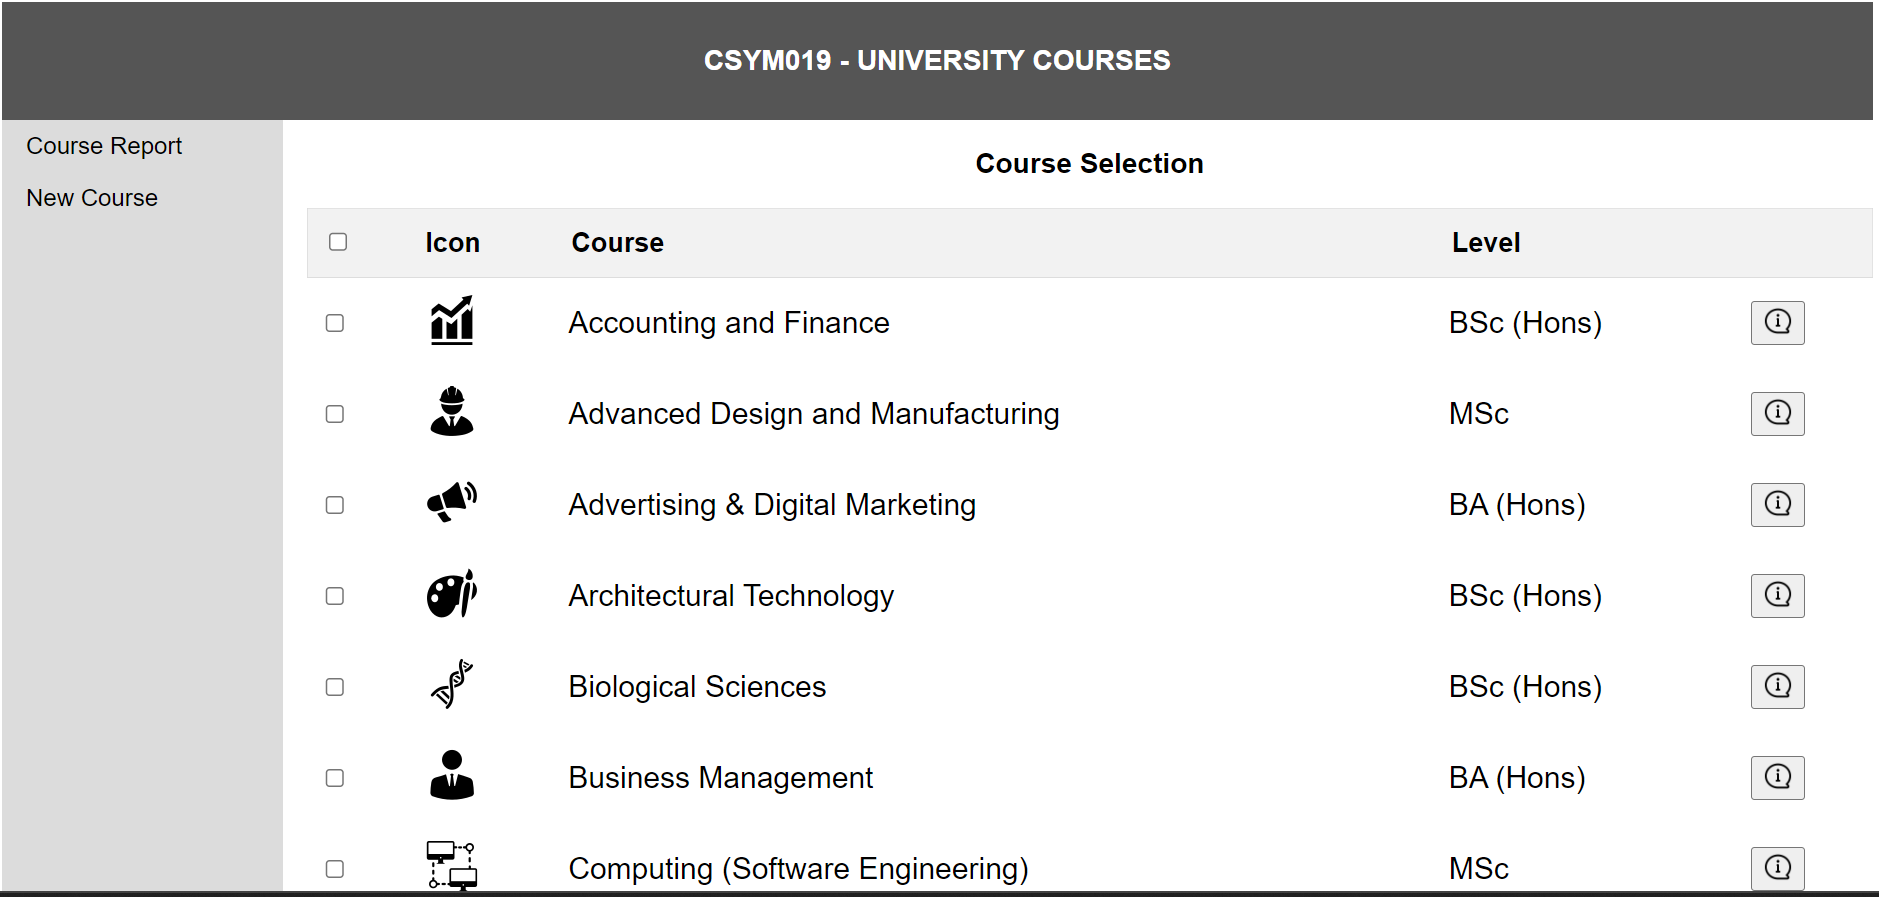 CSYM019 - UNIVERSITY COURSES
Course Report
New Course
Course Selection
Icon Course Level
Accounting and Finance BSc (Hons)
Advanced Design and Manufacturing MSc
Advertising & Digital Marketing BA (Hons)
Architectural Technology BSc (Hons)
Biological Sciences BSc (Hons)
Business Management BA (Hons)
Computing (Software Engineering) MSc